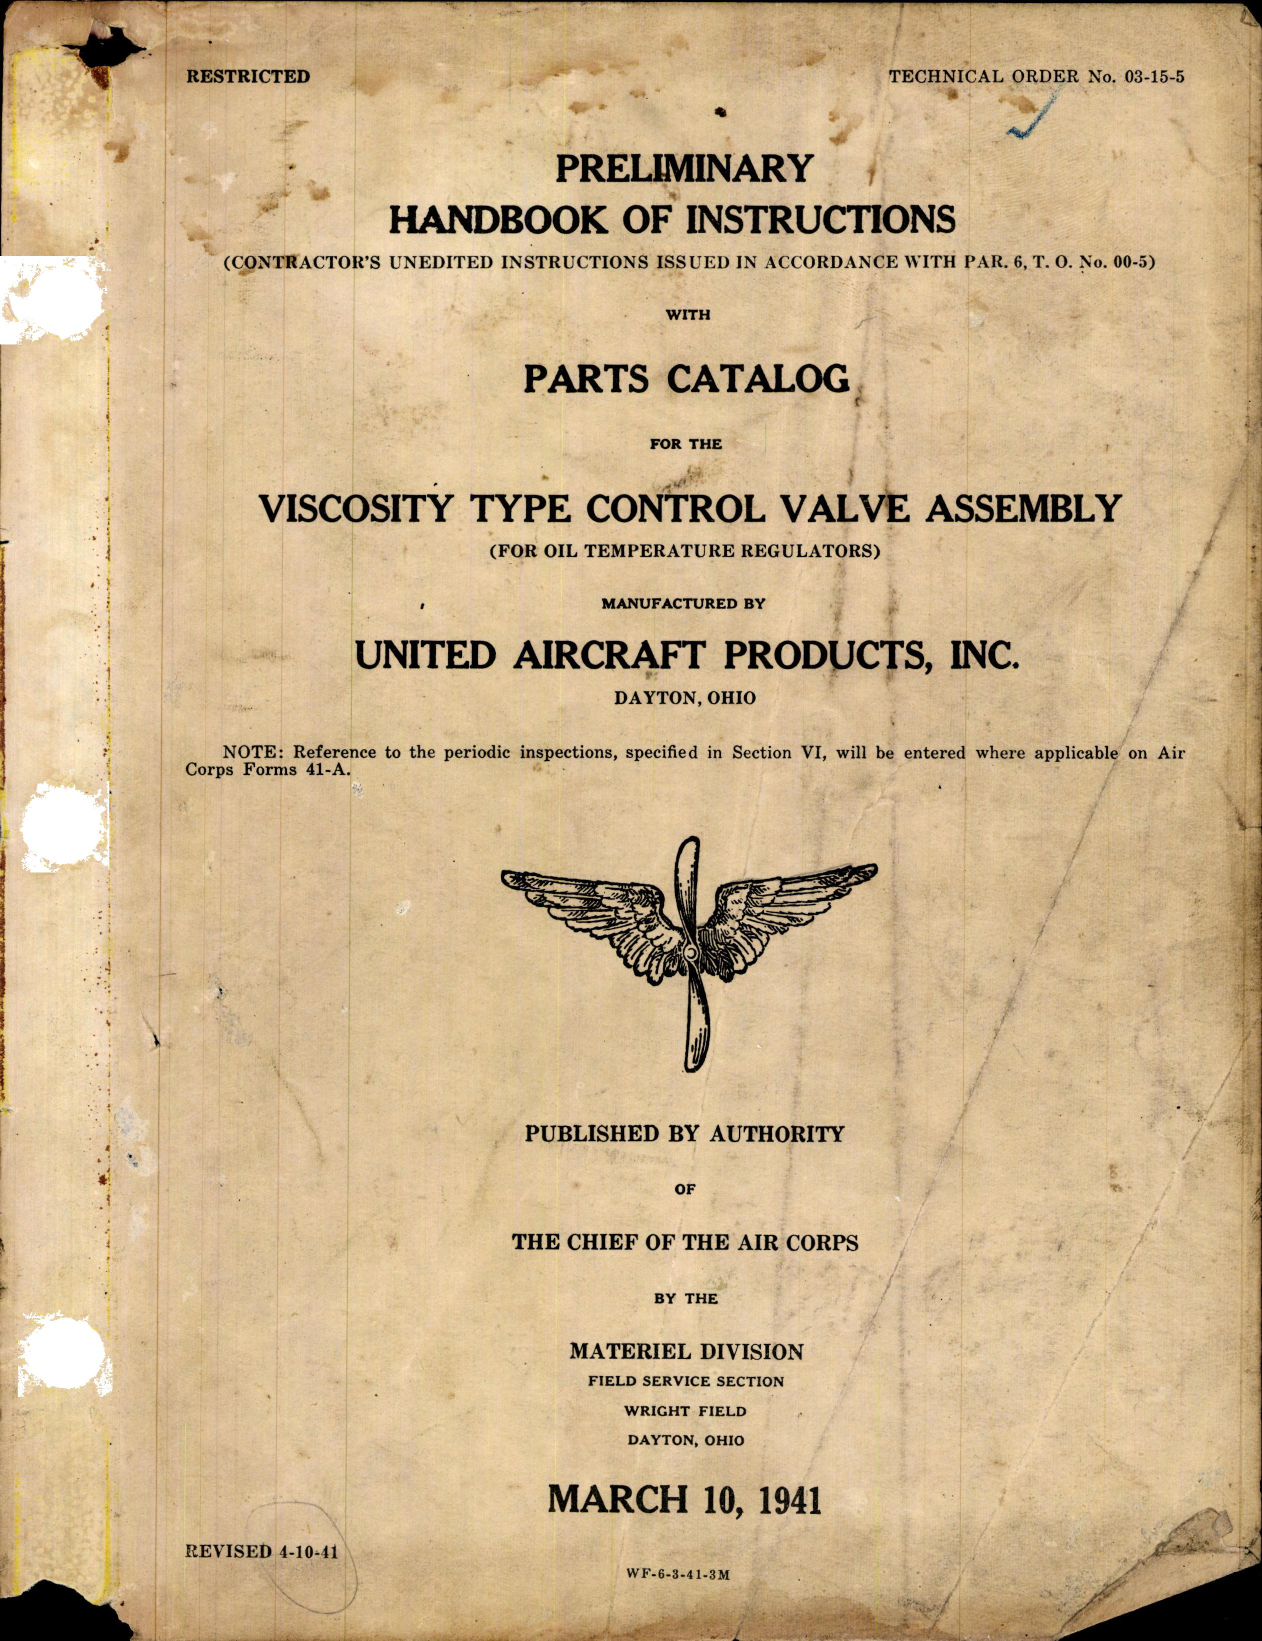 RESTRICTED
TECHNICAL ORDER No. 03-15-5
PRELIMINARY
HANDBOOK OF INSTRUCTIONS
(CONTRACTOR'S UNEDITED INSTRUCTIONS ISSUED IN ACCORDANCE WITH PAR. 6, T. O. No. 00-5)
WITH
PARTS CATALOG
FOR THE
VISCOSITY TYPE CONTROL VALVE ASSEMBLY
(FOR OIL TEMPERATURE REGULATORS)
MANUFACTURED BY
UNITED AIRCRAFT PRODUCTS, INC.
DAYTON, OHIO
NOTE: Reference to the periodic inspections, specified in Section VI, will be entered where applicable on Air
Corps Forms 41-A.
PUBLISHED BY AUTHORITY
OF
THE CHIEF OF THE AIR CORPS
BY THE
MATERIEL DIVISION
FIELD SERVICE SECTION
WRIGHT FIELD
DAYTON, OHIO
MARCH 10, 1941
REVISED 4-10-41
WF-6-3-41-3M